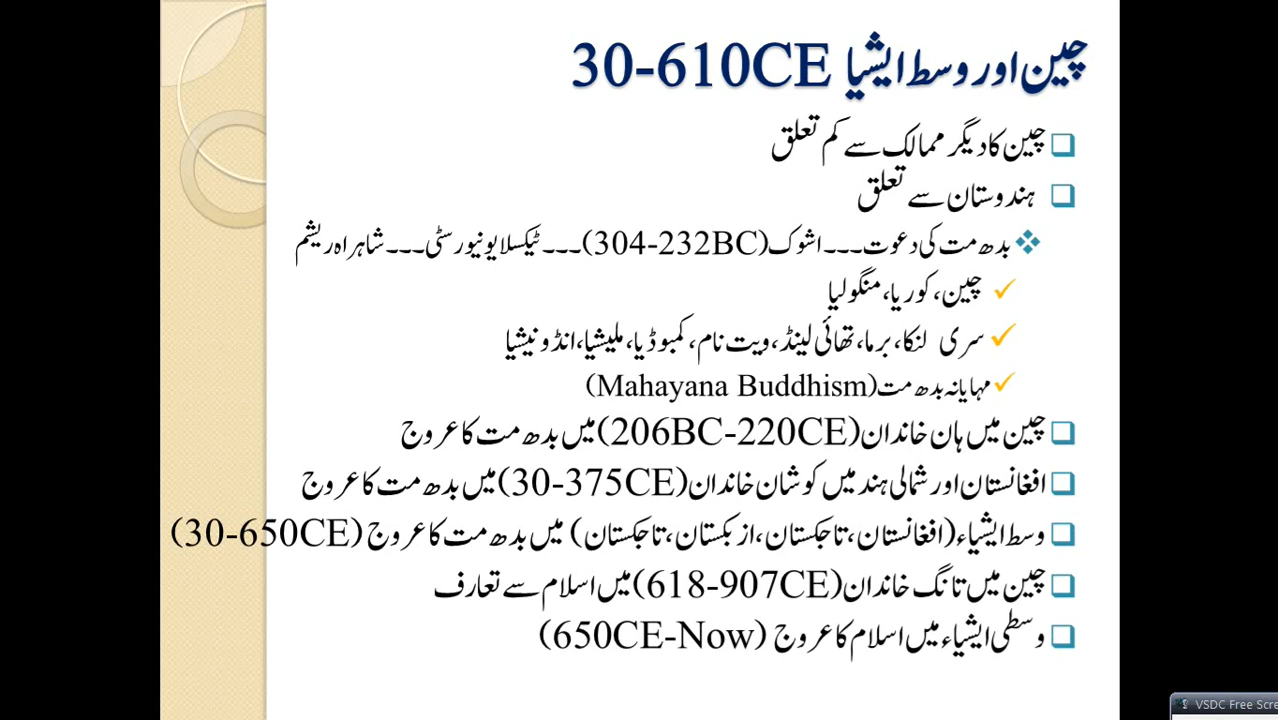 چین اور وسط ایشیا 30-610CE
چین کا دیگر ممالک سے کم تعلق
ہندوستان سے تعلق
بدھ مت کی دعوت۔۔۔ اشوک(304-232BC)۔۔۔ ٹیکسلا یونیورسٹی۔۔۔ شاہراہ ریشم
چین، کوریا، منگولیا
سری لنکا، برما، تھائی لینڈ، ویت نام، کمبوڈیا، ملیشیا، انڈونیشیا
مہایانہ بدھ مت(Mahayana Buddhism)
چین میں ہان خاندان(206BC-220CE)میں بدھ مت کا عروج
افغانستان اور شمالی ہند میں کوشان خاندان(30-375CE)میں بدھ مت کا عروج
وسط ایشیاء(افغانستان، تاجکستان، ازبکستان، تاجکستان) میں بدھ مت کا عروج (30-650CE)
چین میں تانگ خاندان(618-907CE)میں اسلام سے تعارف
وسطی ایشیاء میں اسلام کا عروج (650CE-Now)
VSDC Free Scre